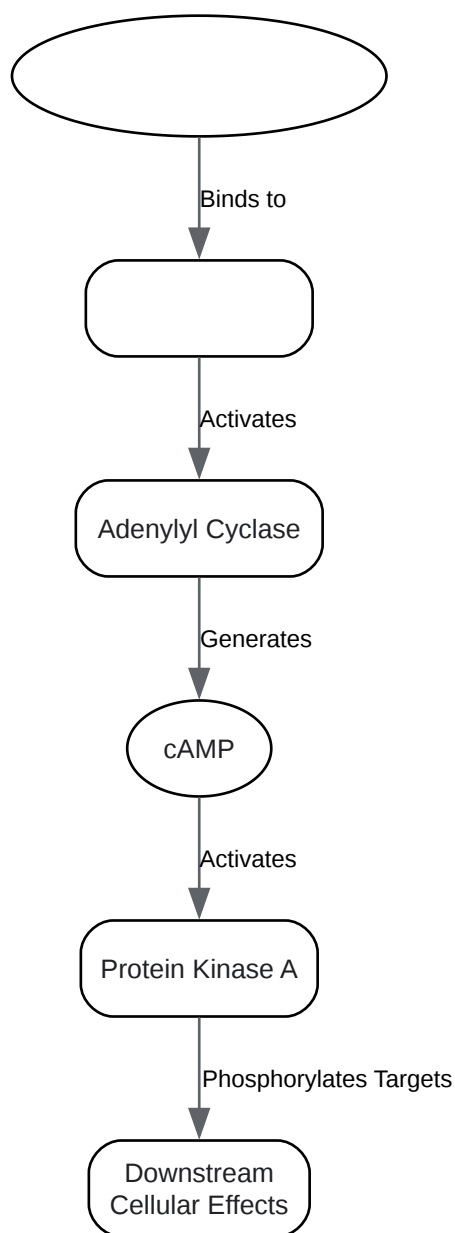 Binds to
Activates
Adenylyl Cyclase
Generates
cAMP
Activates
Protein Kinase A
Phosphorylates Targets
Downstream
Cellular Effects